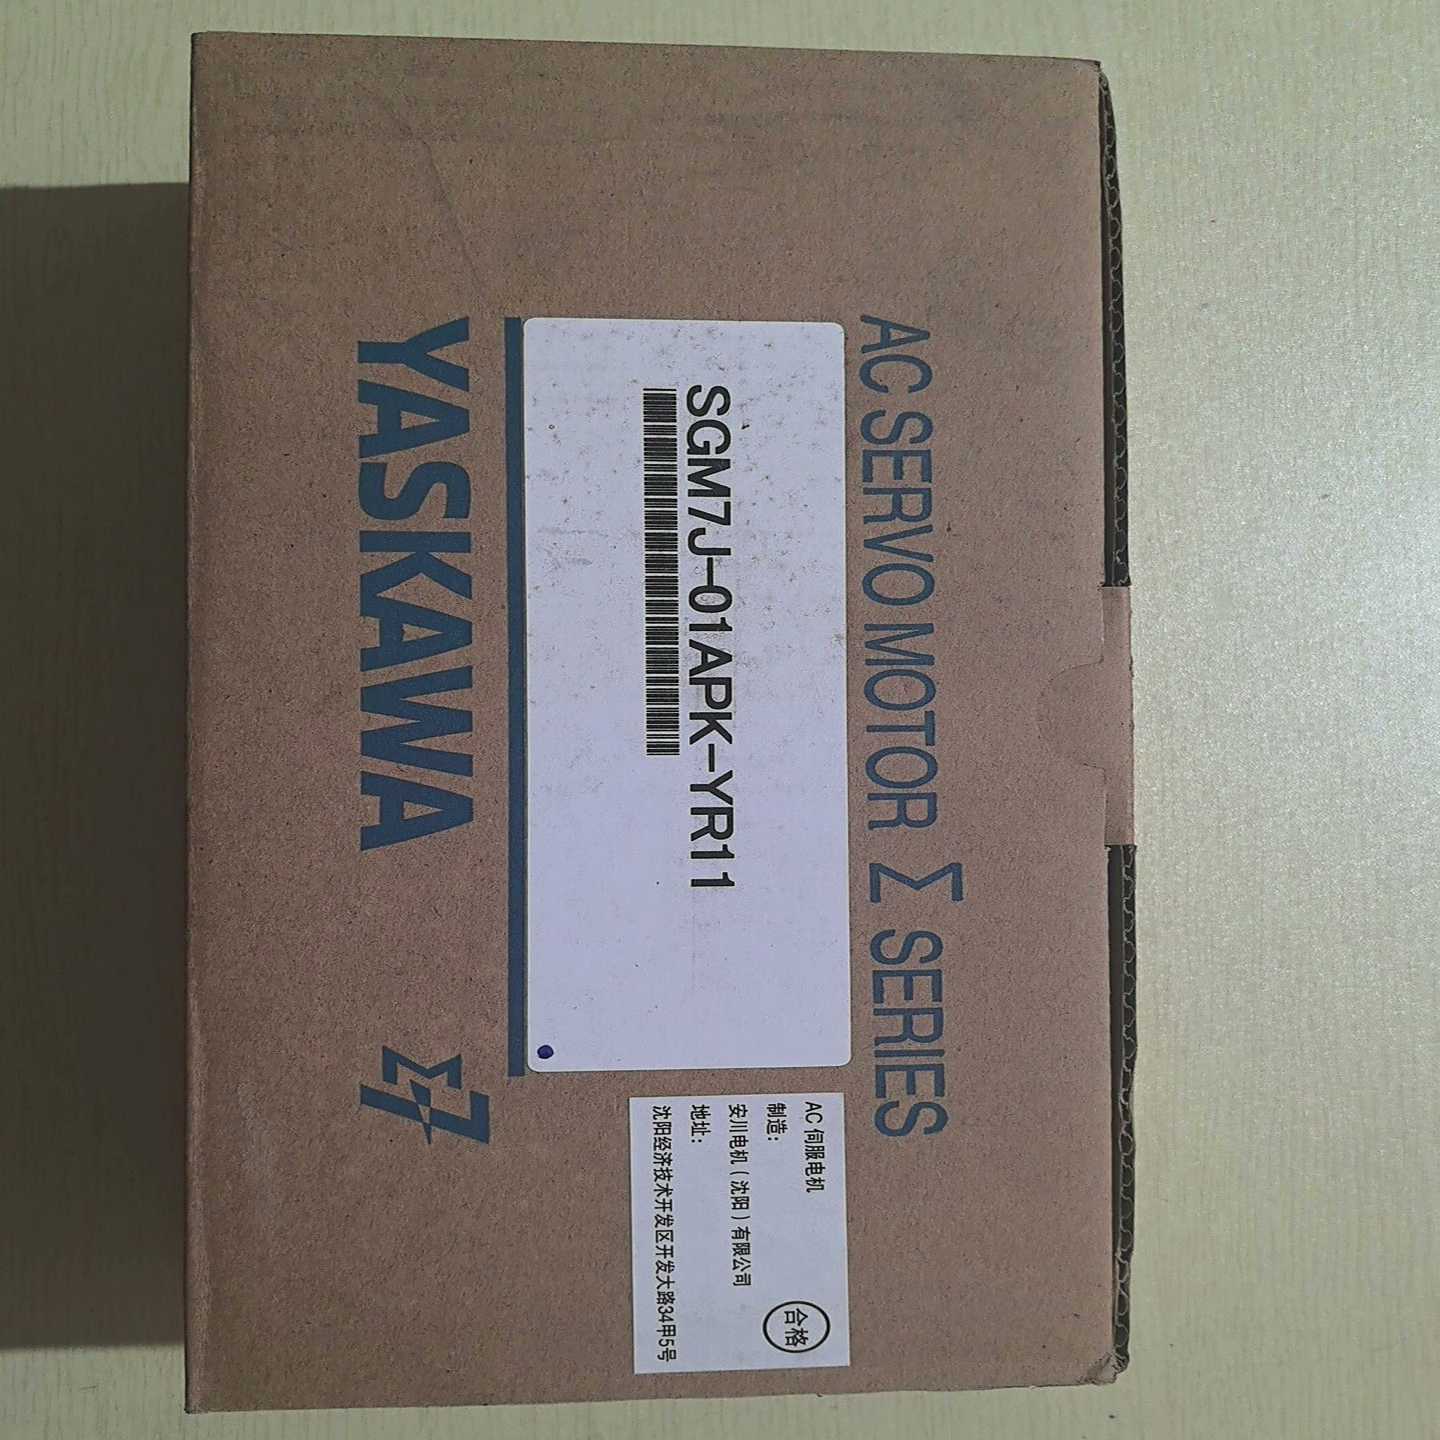 AC SERVO MOTOR Σ SERIES
SGM7J-01APK-YR11
YASKAWA Σ-7
AC 伺服电机
制造：
安川电机（沈阳）有限公司
地址：
沈阳经济技术开发区开发大路34甲5号
合格